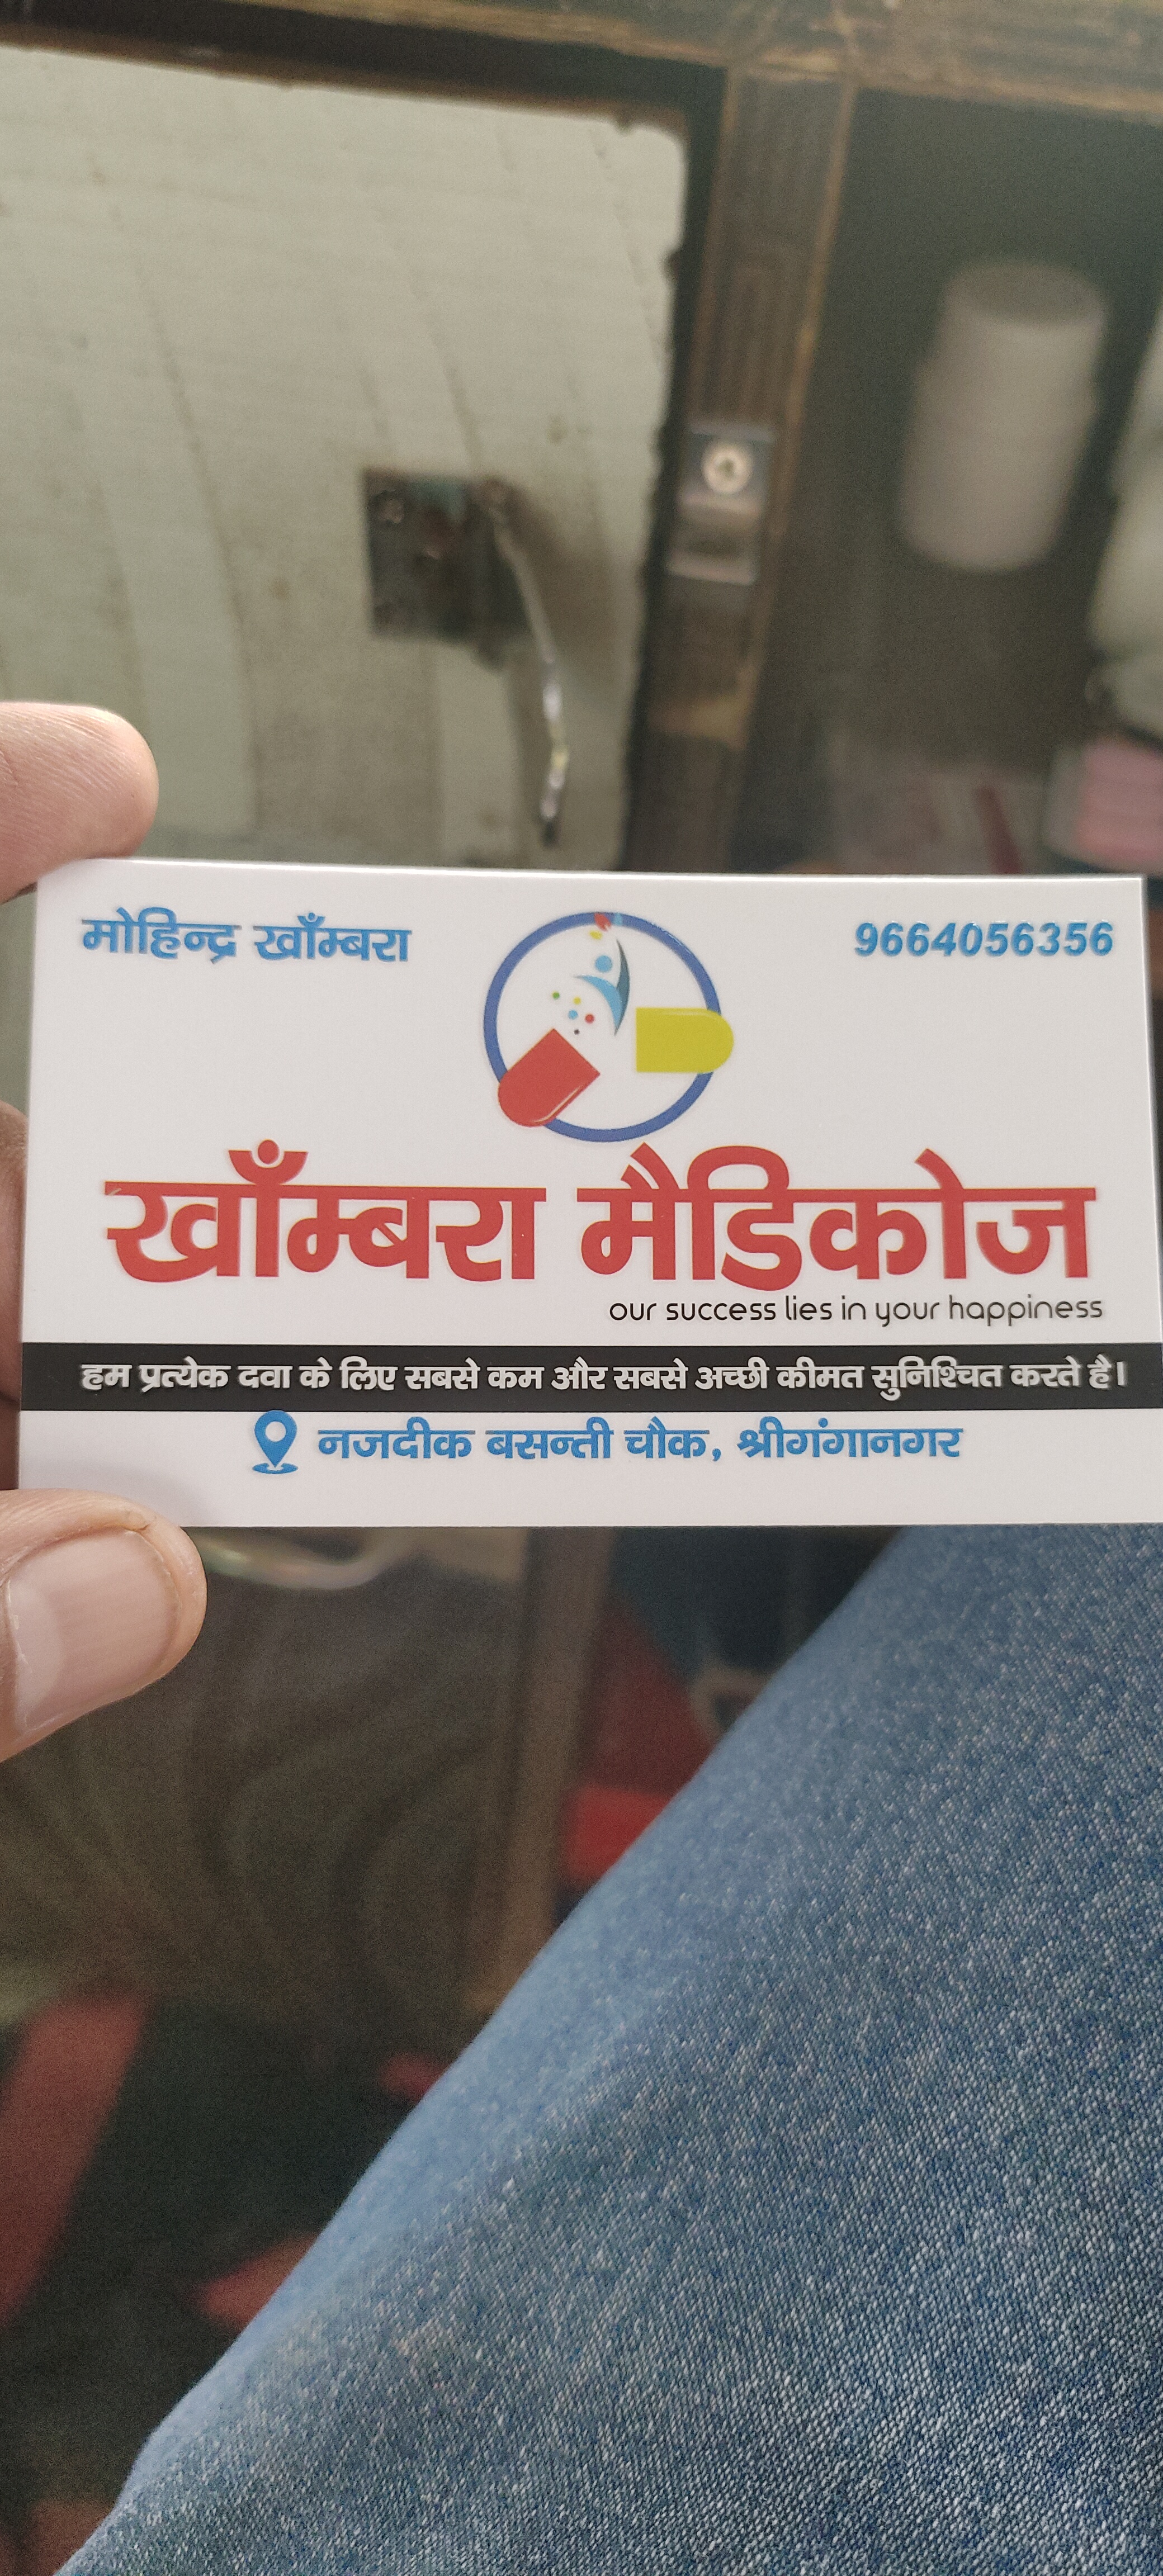 मोहिन्द्र खाँम्बरा
9664056356
खाँम्बरा मैडिकोज
our success lies in your happiness
हम प्रत्येक दवा के लिए सबसे कम और सबसे अच्छी कीमत सुनिश्चित करते है।
नजदीक बसन्ती चौक, श्रीगंगानगर